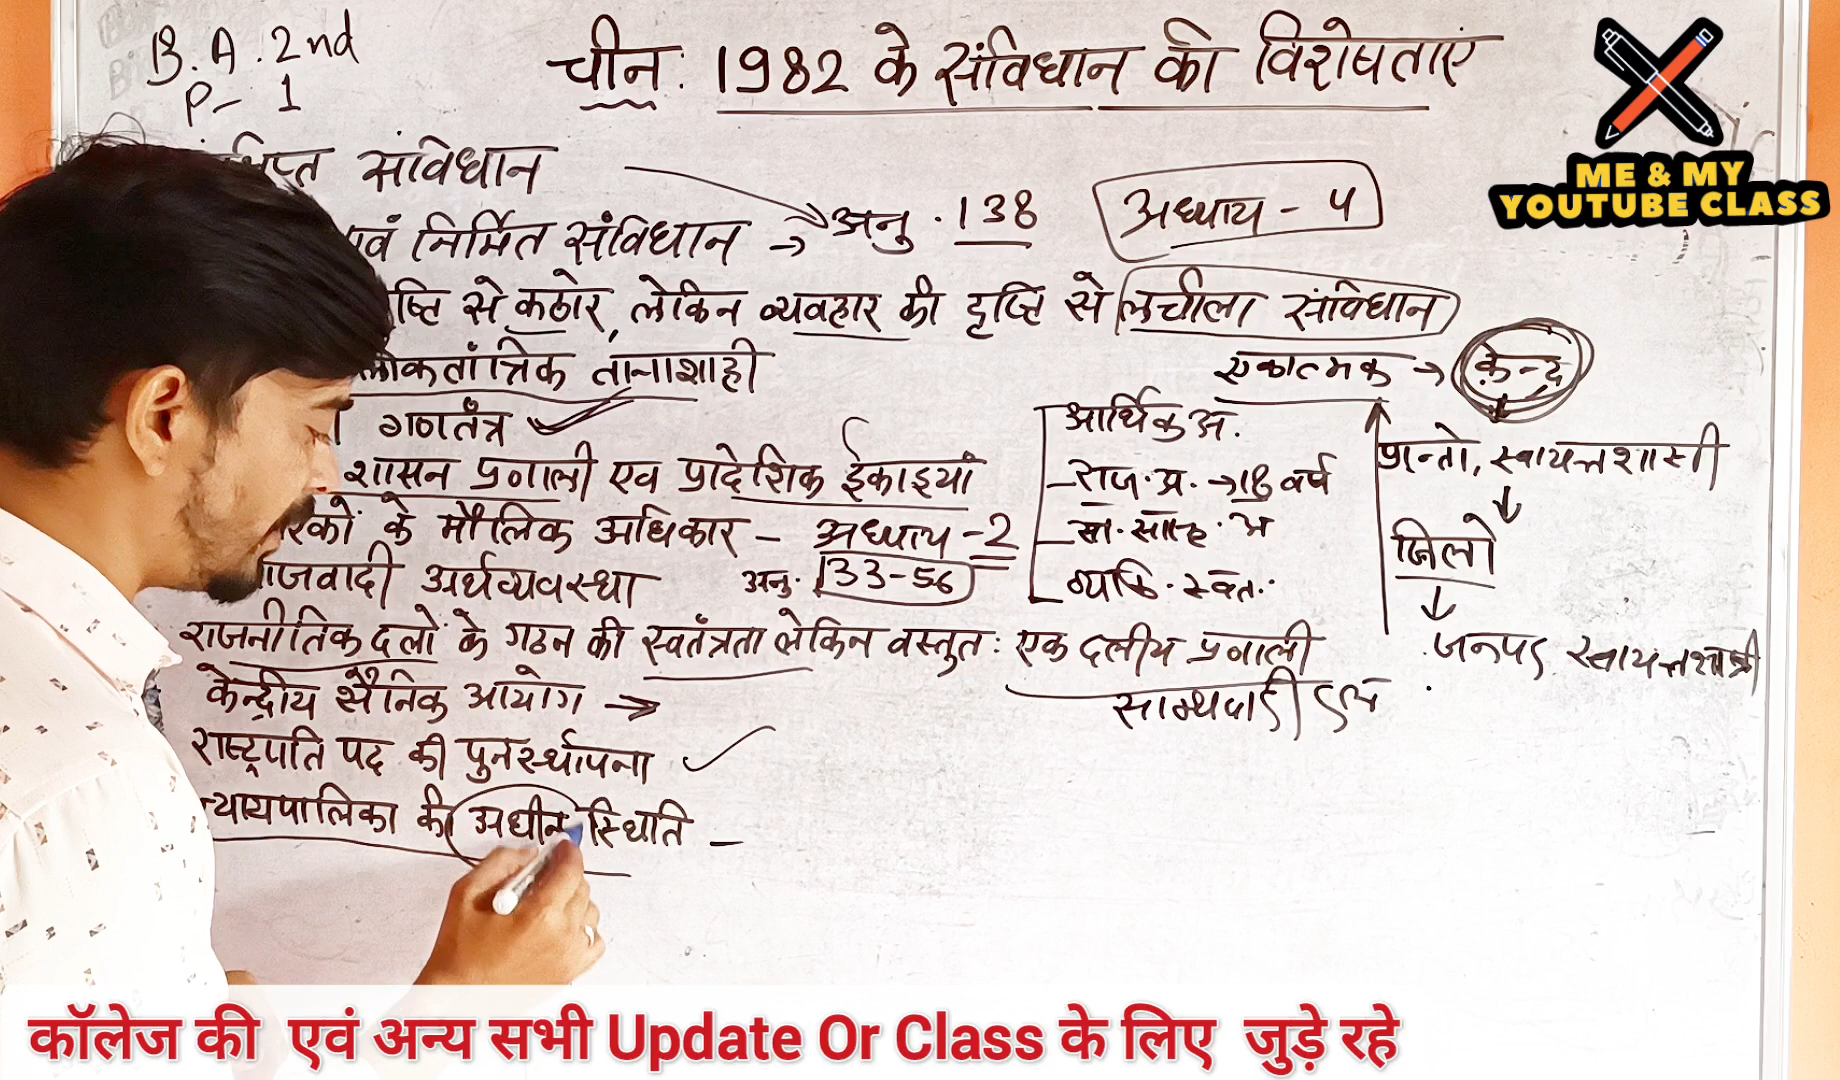 B.A. 2nd
P- 1
चीन: 1982 के संविधान की विशेषताएं
ME & MY
YOUTUBE CLASS
संविधान
एवं निर्मित संविधान → अनु. 138 अध्याय - 4
से कठोर, लेकिन व्यवहार की दृष्टि से लचीला संविधान
लोकतांत्रिक तानाशाही
एकात्मक → केन्द्र
गणतंत्र
आर्थिक अ.
शासन प्रणाली एव प्रादेशिक ईकाइयां
राज. प्र. → 18 वर्ष
प्रान्तो, स्वायत्तशासी
के मौलिक अधिकार - अध्याय - 2
अर्थव्यवस्था अनु. 33-56
व्यक्ति. स्वत.
जिलो
राजनीतिक दलों के गठन की स्वतंत्रता लेकिन वस्तुत: एक दलीय प्रणाली
जनपद स्वायत्तशासी
साम्यवादी दल
केन्द्रीय सैनिक आयोग →
राष्ट्रपति पद की पुनर्स्थापना
न्यायपालिका की अधीन स्थिति -
कॉलेज की एवं अन्य सभी Update Or Class के लिए जुड़े रहे